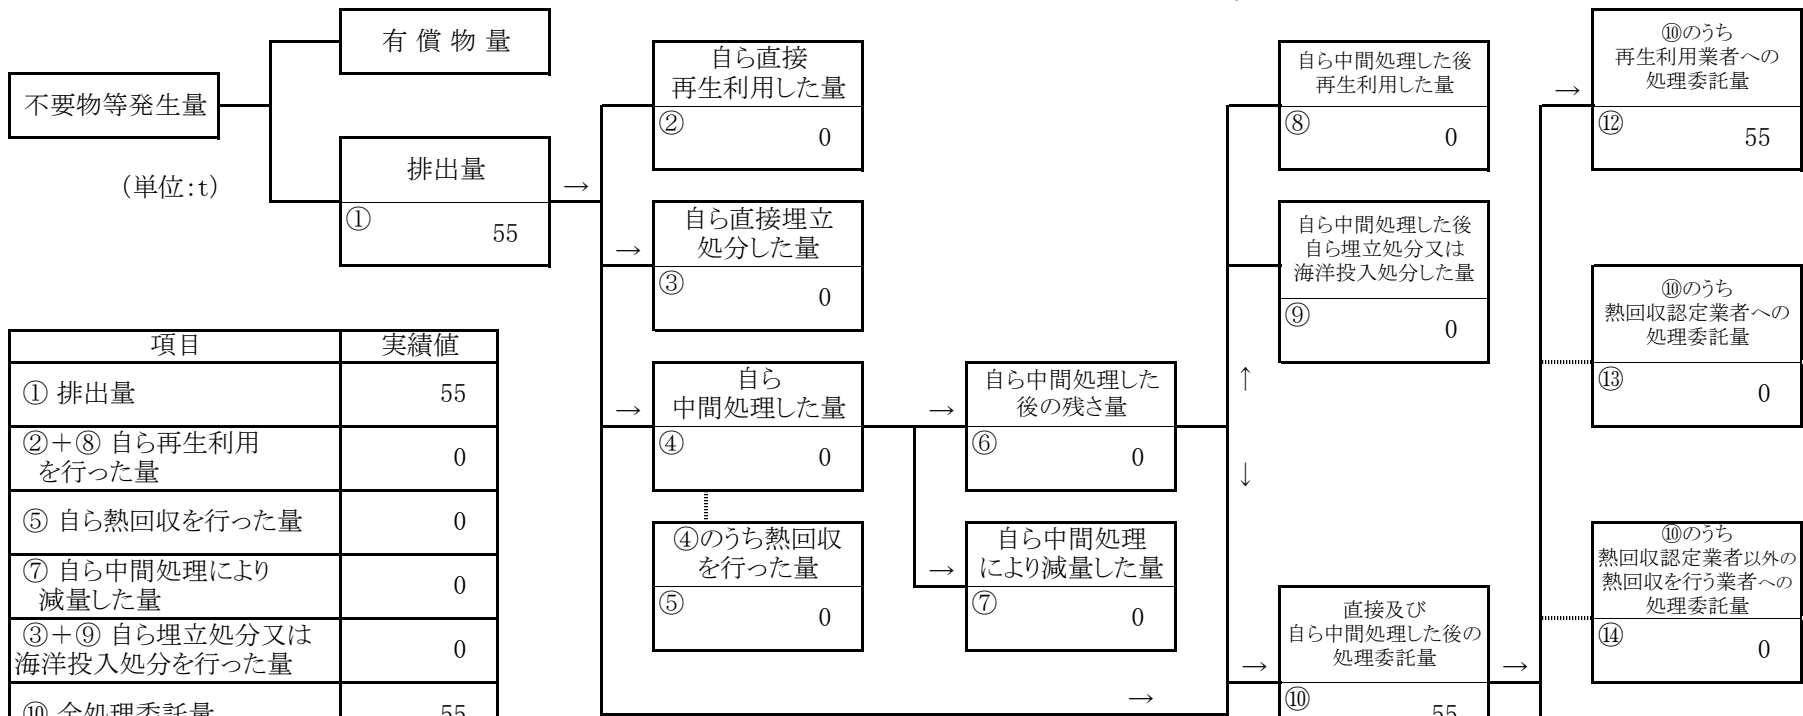 不要物等発生量
(単位:t)
有 償 物 量
排出量
①
55
→
自ら直接
再生利用した量
②
0
→
自ら直接埋立
処分した量
③
0
→
自ら
中間処理した量
④
0
④のうち熱回収
を行った量
⑤
0
→
自ら中間処理した
後の残さ量
⑥
0
→
自ら中間処理
により減量した量
⑦
0
自ら中間処理した後
再生利用した量
⑧
0
自ら中間処理した後
自ら埋立処分又は
海洋投入処分した量
⑨
0
↑
↓
→
→
直接及び
自ら中間処理した後の
処理委託量
⑩
55
→
→
⑩のうち
再生利用業者への
処理委託量
⑫
55
⑩のうち
熱回収認定業者への
処理委託量
⑬
0
⑩のうち
熱回収認定業者以外の
熱回収を行う業者への
処理委託量
⑭
0
項目 実績値
① 排出量 55
②+⑧ 自ら再生利用
を行った量 0
⑤ 自ら熱回収を行った量 0
⑦ 自ら中間処理により
減量した量 0
③+⑨ 自ら埋立処分又は
海洋投入処分を行った量 0
⑩ 全処理委託量 55